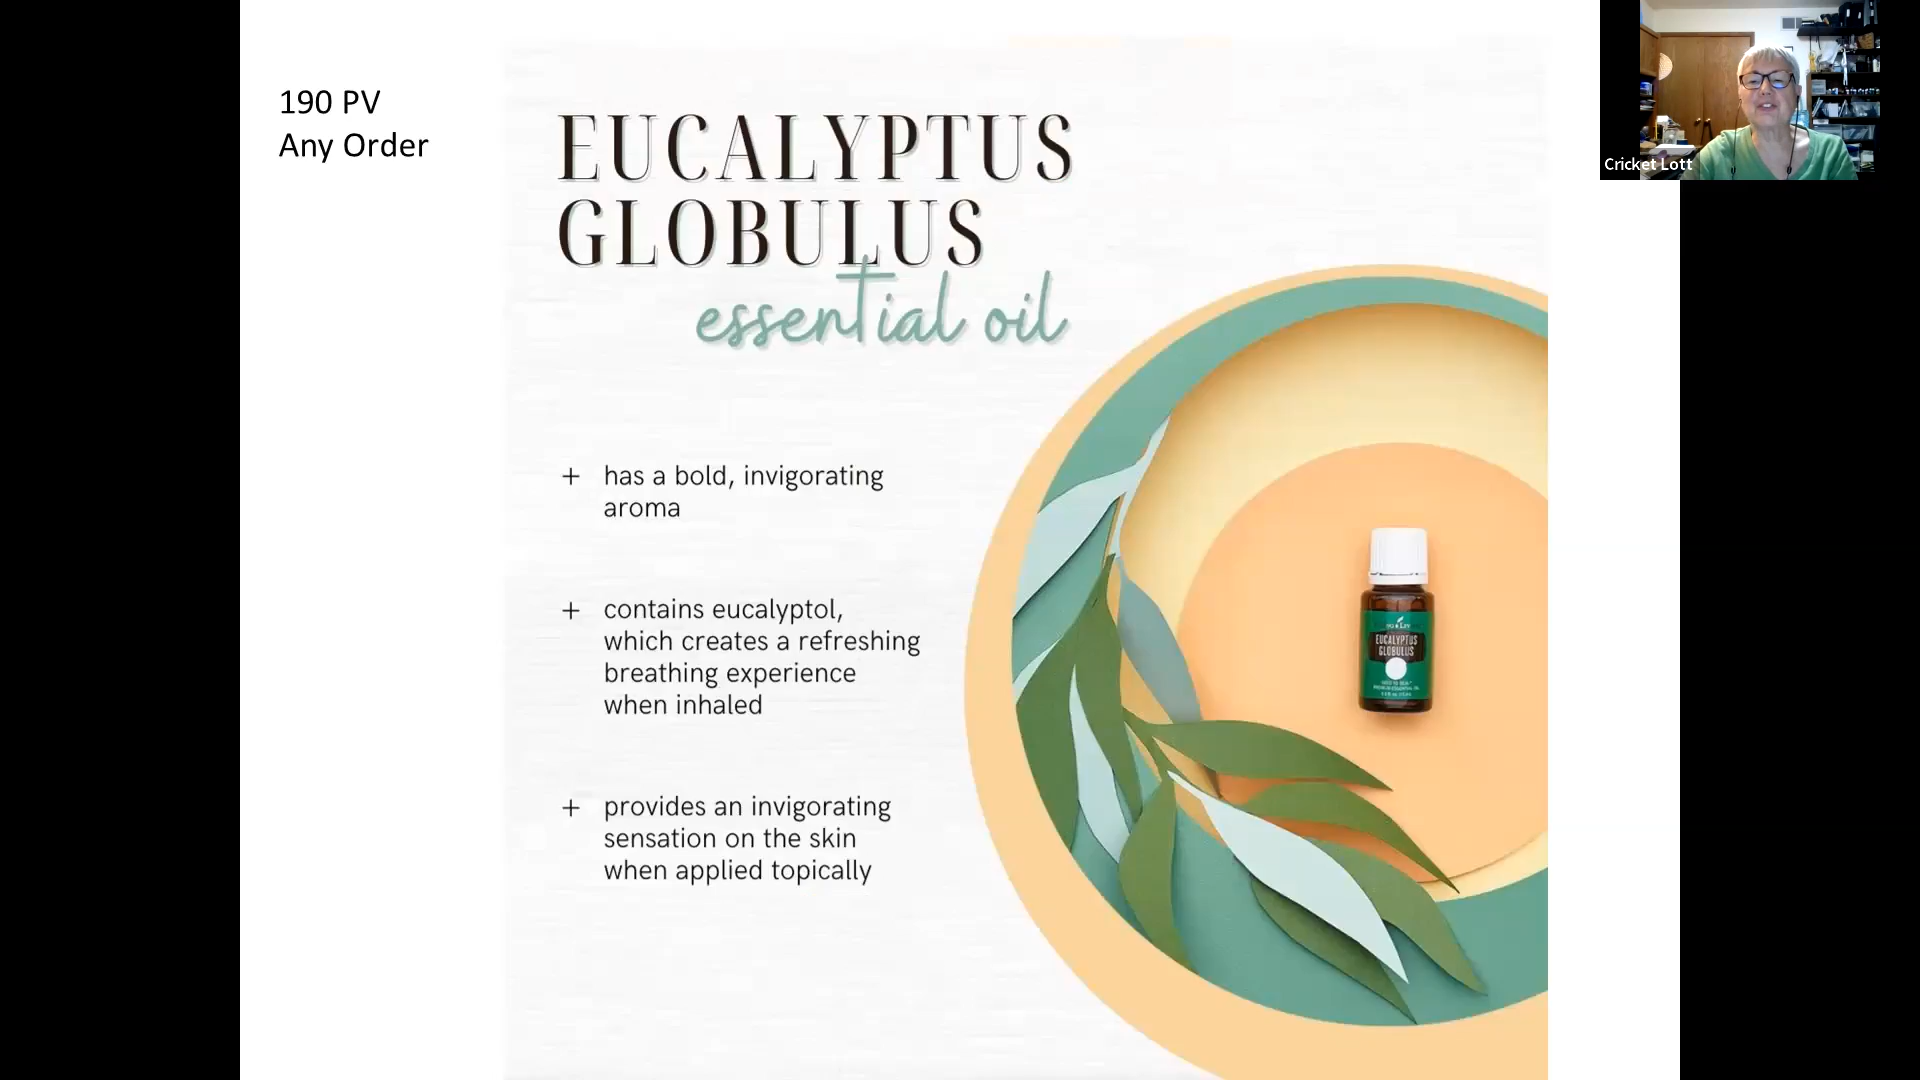 190 PV
Any Order
EUCALYPTUS
GLOBULUS
essential oil
+ has a bold, invigorating
aroma
+ contains eucalyptol,
which creates a refreshing
breathing experience
when inhaled
+ provides an invigorating
sensation on the skin
when applied topically
EUCALYPTUS
GLOBULUS
Cricket Lott